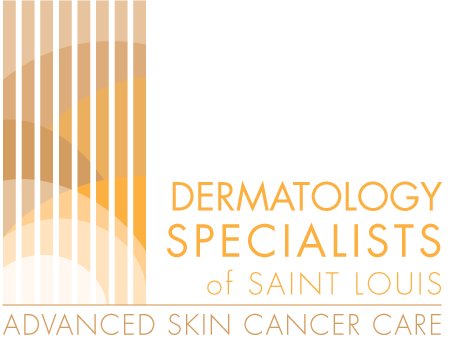 DERMATOLOGY
SPECIALISTS
of SAINT LOUIS
ADVANCED SKIN CANCER CARE